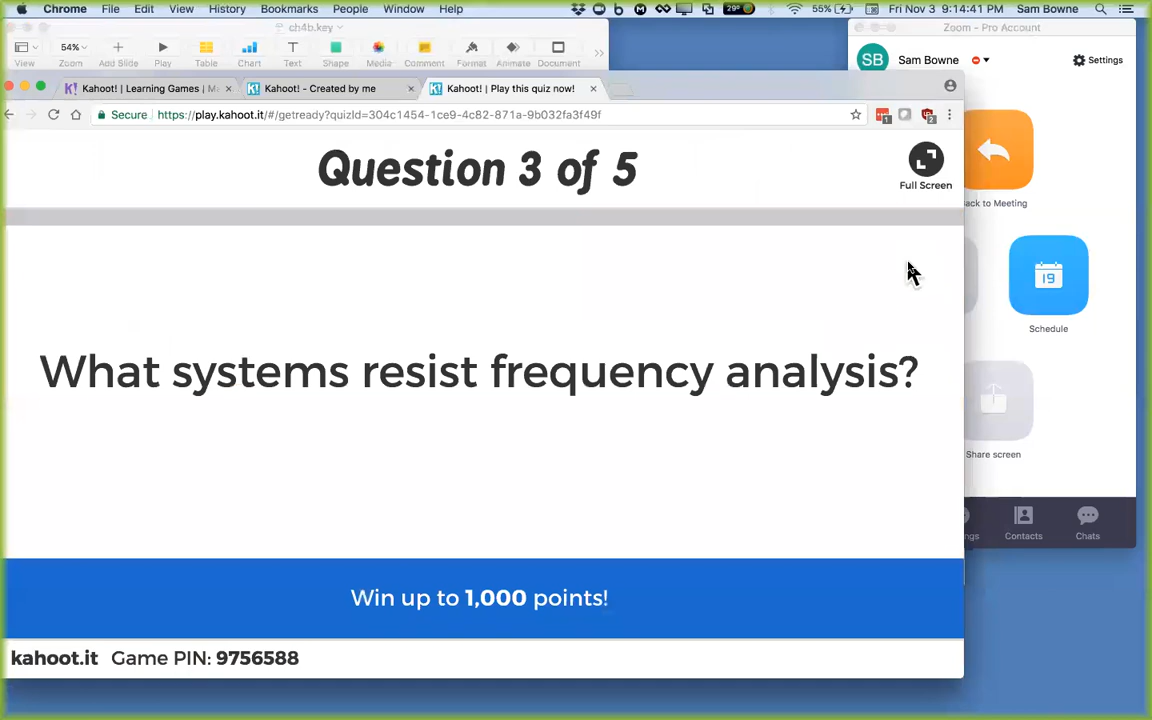 Chrome File Edit View History Bookmarks People Window Help 29° 55% Fri Nov 3 9:14:41 PM Sam Bowne
ch4b.key
54%
View Zoom Add Slide Play Table Chart Text Shape Media Comment Format Animate Document
Zoom - Pro Account
SB Sam Bowne Settings
Kahoot! | Learning Games | M
Kahoot! - Created by me
Kahoot! | Play this quiz now!
Secure https://play.kahoot.it/#/getready?quizId=304c1454-1ce9-4c82-871a-9b032fa3f49f
1 2
Question 3 of 5
Full Screen
ack to Meeting
19
Schedule
What systems resist frequency analysis?
Share screen
ngs Contacts Chats
Win up to 1,000 points!
kahoot.it Game PIN: 9756588